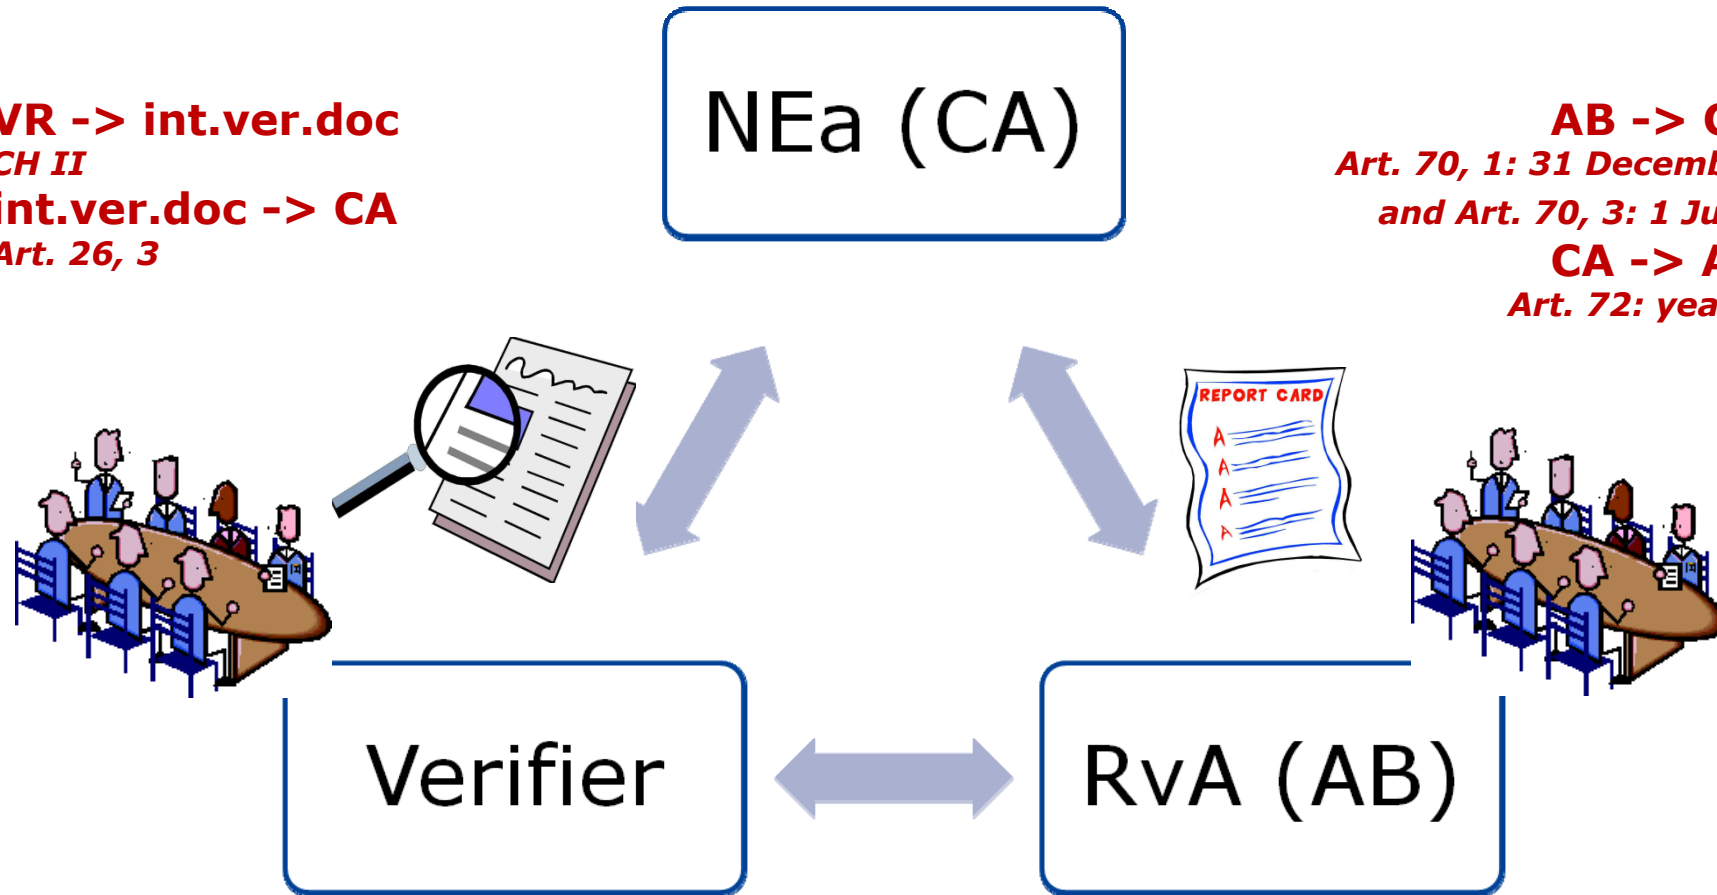 NEa (CA)
VR -> int.ver.doc
CH II
int.ver.doc -> CA
Art. 26, 3
AB ->
Art. 70, 1: 31
and Art. 70, 3: 1
CA ->
Art. 72:
REPORT CARD
A
A
A
A
Verifier
RvA (AB)